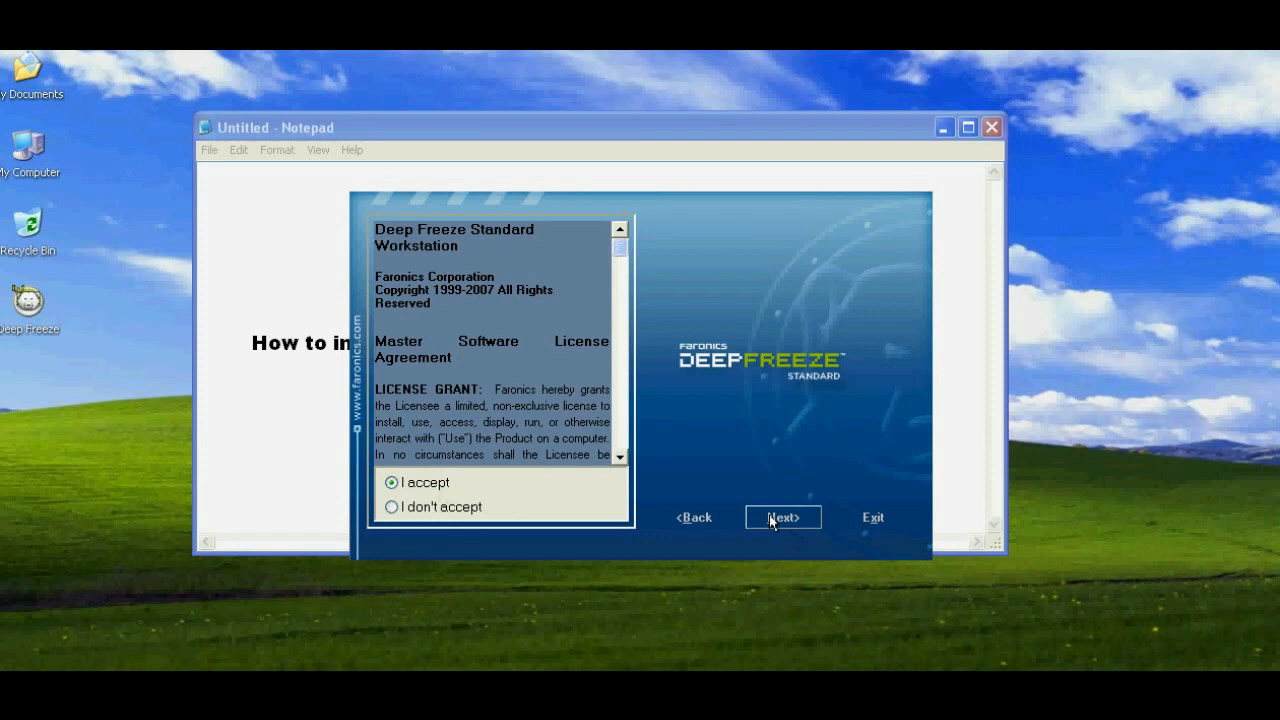 y Documents
My Computer
Recycle Bin
Deep Freeze
Untitled - Notepad
File Edit Format View Help
How to in
www.faronics.com
Deep Freeze Standard
Workstation
Faronics Corporation
Copyright 1999-2007 All Rights
Reserved
Master Software License
Agreement
LICENSE GRANT: Faronics hereby grants
the Licensee a limited, non-exclusive license to
install, use, access, display, run, or otherwise
interact with ("Use") the Product on a computer.
In no circumstances shall the Licensee be
I accept
I don't accept
FARONICS
DEEPFREEZE™
STANDARD
<Back Next> Exit